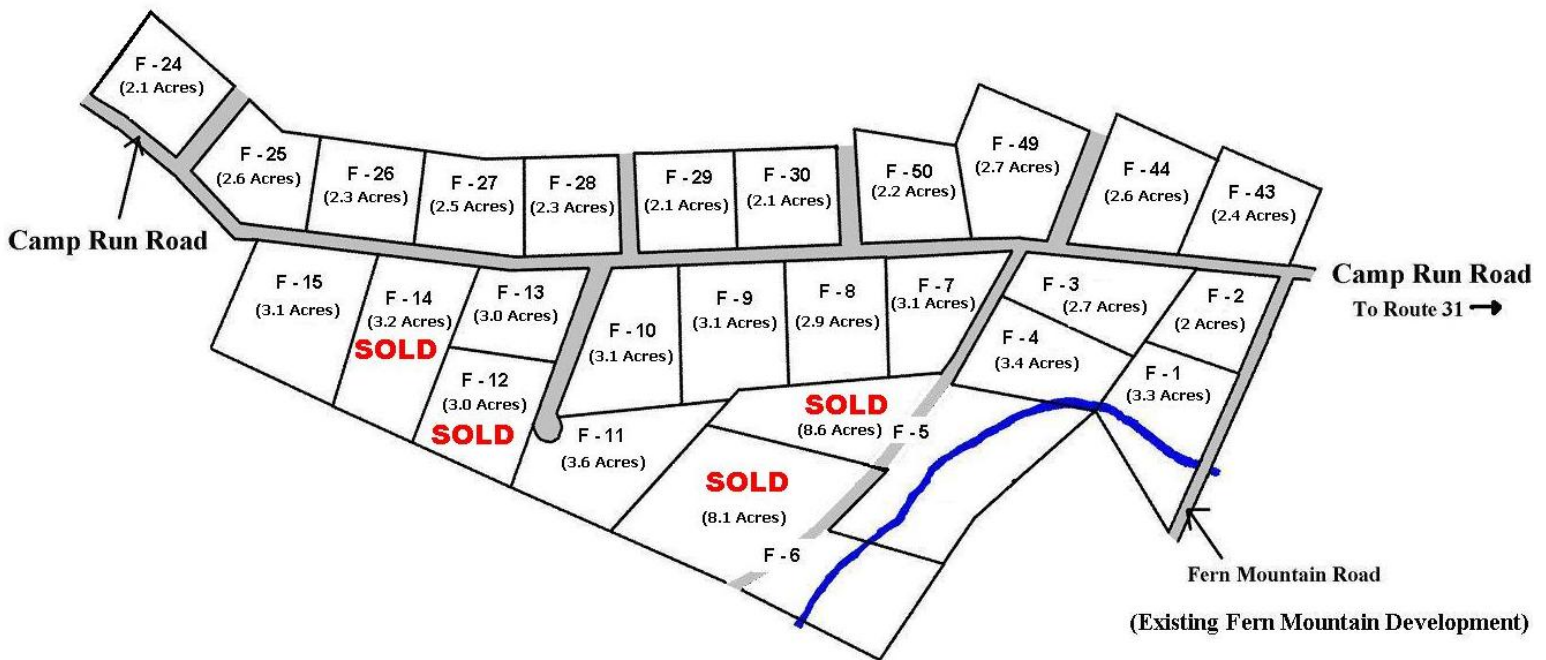 F - 24
(2.1 Acres)
F - 25
(2.6 Acres)
F - 26
(2.3 Acres)
F - 27
(2.5 Acres)
F - 28
(2.3 Acres)
F - 29
(2.1 Acres)
F - 30
(2.1 Acres)
F - 50
(2.2 Acres)
F - 49
(2.7 Acres)
F - 44
(2.6 Acres)
F - 43
(2.4 Acres)
Camp Run Road
F - 15
(3.1 Acres)
F - 14
(3.2 Acres)
SOLD
F - 13
(3.0 Acres)
F - 12
(3.0 Acres)
SOLD
F - 10
(3.1 Acres)
F - 9
(3.1 Acres)
F - 8
(2.9 Acres)
F - 7
(3.1 Acres)
F - 3
(2.7 Acres)
F - 2
(2 Acres)
Camp Run Road
To Route 31
F - 4
(3.4 Acres)
F - 1
(3.3 Acres)
F - 11
(3.6 Acres)
SOLD
(8.6 Acres) F - 5
SOLD
(8.1 Acres)
F - 6
Fern Mountain Road
(Existing Fern Mountain Development)